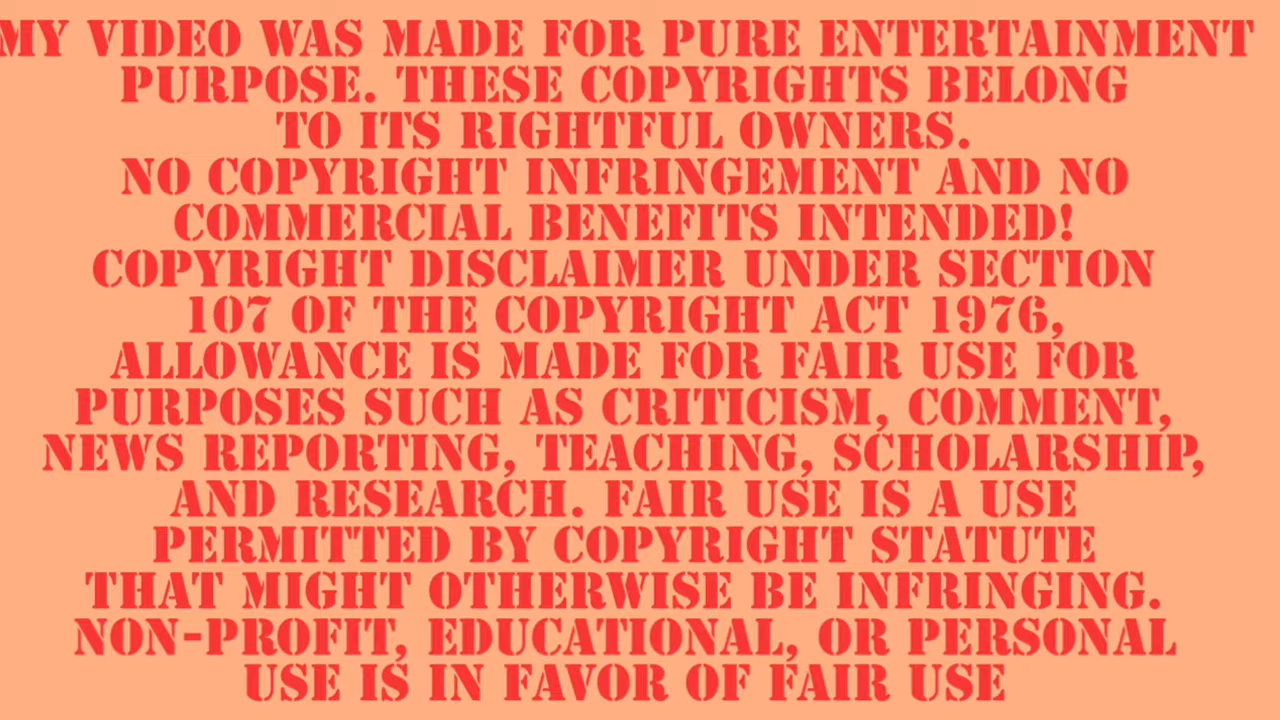 MY VIDEO WAS MADE FOR PURE ENTERTAINMENT
PURPOSE. THESE COPYRIGHTS BELONG
TO ITS RIGHTFUL OWNERS.
NO COPYRIGHT INFRINGEMENT AND NO
COMMERCIAL BENEFITS INTENDED!
COPYRIGHT DISCLAIMER UNDER SECTION
107 OF THE COPYRIGHT ACT 1976,
ALLOWANCE IS MADE FOR FAIR USE FOR
PURPOSES SUCH AS CRITICISM, COMMENT,
NEWS REPORTING, TEACHING, SCHOLARSHIP,
AND RESEARCH. FAIR USE IS A USE
PERMITTED BY COPYRIGHT STATUTE
THAT MIGHT OTHERWISE BE INFRINGING.
NON-PROFIT, EDUCATIONAL, OR PERSONAL
USE IS IN FAVOR OF FAIR USE